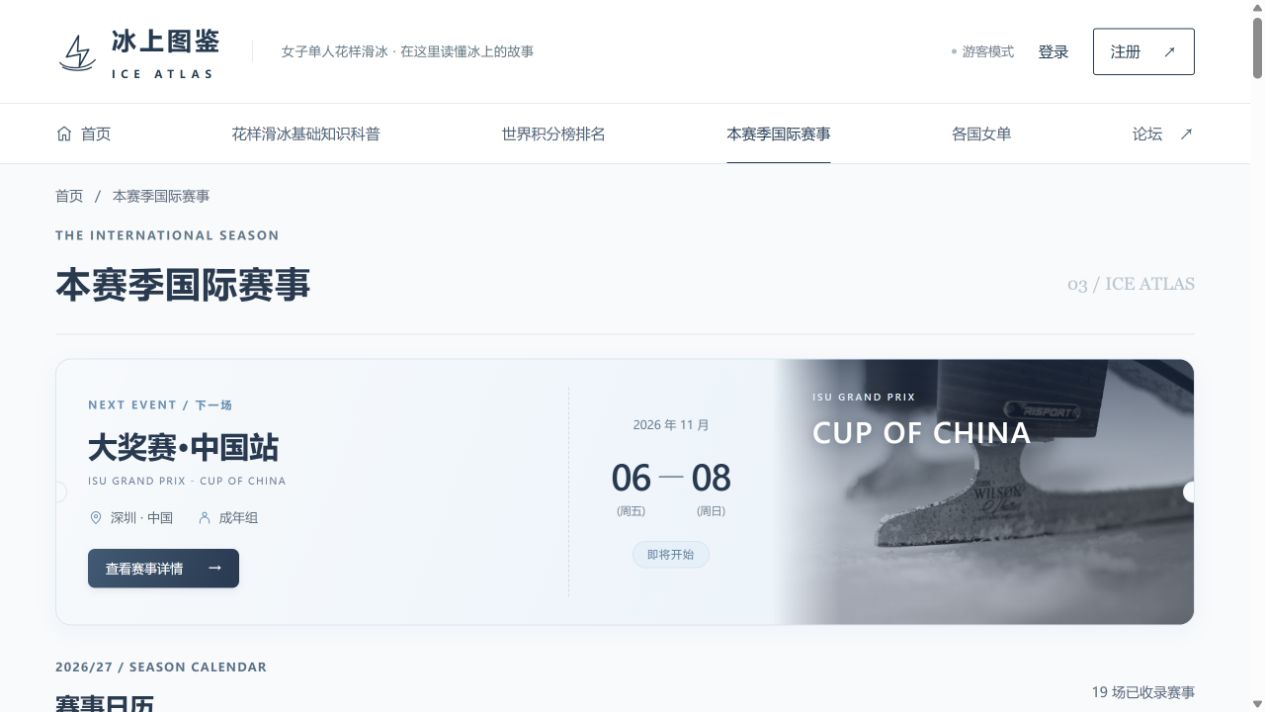 冰上图鉴
ICE ATLAS
女子单人花样滑冰 · 在这里读懂冰上的故事
游客模式
登录
注册 ↗
首页
花样滑冰基础知识科普
世界积分榜排名
本赛季国际赛事
各国女单
论坛 ↗
首页 / 本赛季国际赛事
THE INTERNATIONAL SEASON
本赛季国际赛事
03 / ICE ATLAS
NEXT EVENT / 下一场
大奖赛·中国站
ISU GRAND PRIX · CUP OF CHINA
深圳 · 中国
成年组
查看赛事详情 →
2026 年 11 月
06 — 08
(周五) (周日)
即将开始
ISU GRAND PRIX
CUP OF CHINA
RISPORT
WILSON
2026/27 / SEASON CALENDAR
赛事日历
19 场已收录赛事